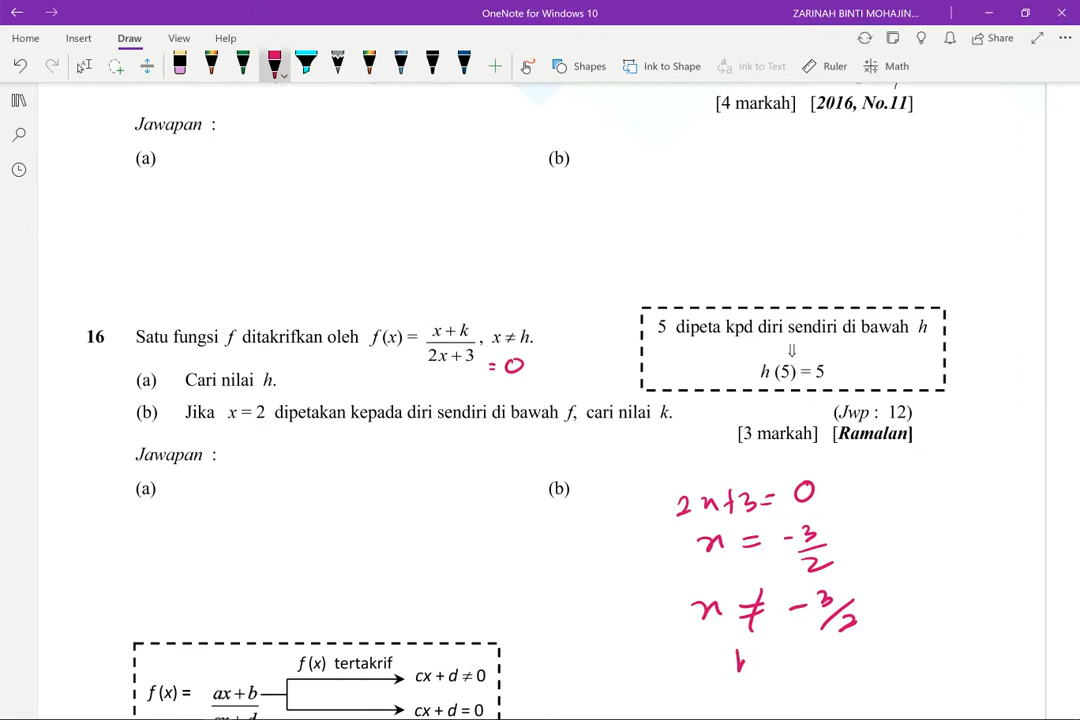 OneNote for Windows 10
ZARINAH BINTI MOHAJIN...
Home Insert Draw View Help
Share
Shapes Ink to Shape Ink to Text Ruler Math
[4 markah] [2016, No.11]
Jawapan :
(a) (b)
16 Satu fungsi f ditakrifkan oleh f(x) = x + k / 2x + 3, x ≠ h.
= 0
(a) Cari nilai h.
(b) Jika x = 2 dipetakan kepada diri sendiri di bawah f, cari nilai k.
5 dipeta kpd diri sendiri di bawah h
⇓
h (5) = 5
(Jwp : 12)
[3 markah] [Ramalan]
Jawapan :
(a) (b)
2x+3 = 0
x = -3/2
x ≠ -3/2
f(x) tertakrif
cx + d ≠ 0
f(x) = ax + b / cx + d
cx + d = 0